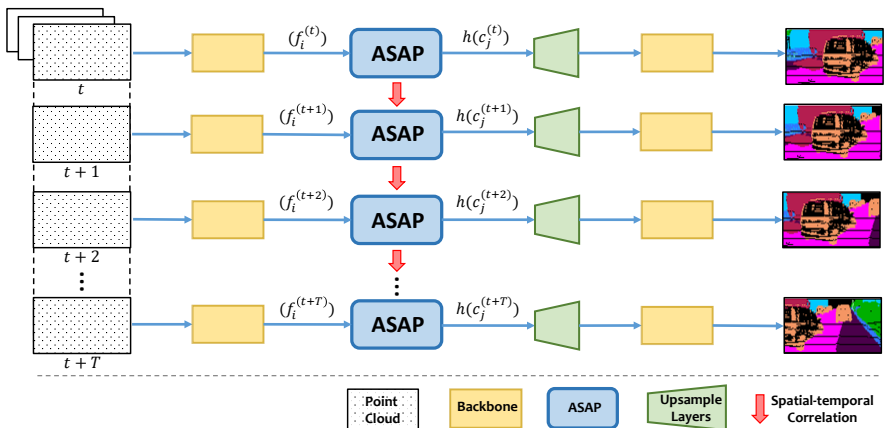 t
(f_i^{(t)})
ASAP
h(c_j^{(t)})
t + 1
(f_i^{(t+1)})
ASAP
h(c_j^{(t+1)})
t + 2
(f_i^{(t+2)})
ASAP
h(c_j^{(t+2)})
t + T
(f_i^{(t+T)})
ASAP
h(c_j^{(t+T)})
Point
Cloud
Backbone
ASAP
Upsample
Layers
Spatial-temporal
Correlation